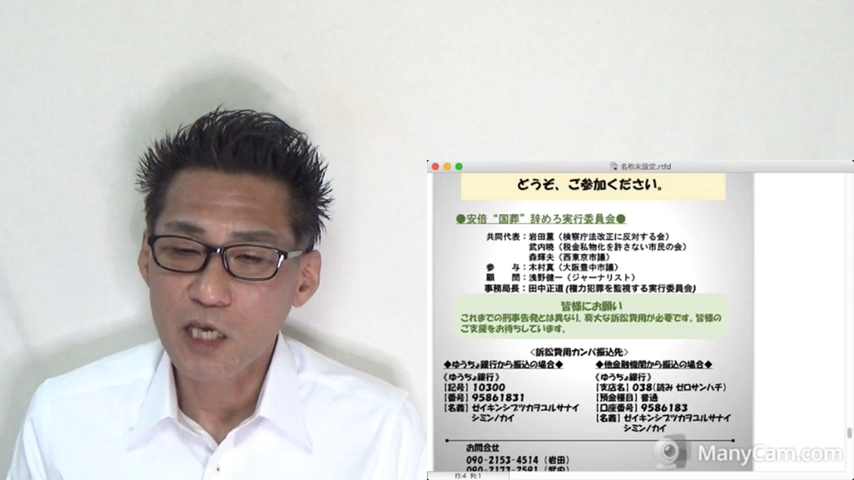 名称未設定.rtfd
どうぞ、ご参加ください。
●安倍“国葬”辞めろ実行委員会●
共同代表：岩田薫（検察庁法改正に反対する会）
武内暁（税金私物化を許さない市民の会）
森輝夫（西東京市議）
参　与：木村真（大阪豊中市議）
顧　問：浅野健一（ジャーナリスト）
事務局長：田中正道（権力犯罪を監視する実行委員会）
皆様にお願い
これまでの刑事告発とは異なり、莫大な訴訟費用が必要です。皆様の
ご支援をお待ちしています。
<訴訟費用カンパ振込先>
◆ゆうちょ銀行から振込の場合◆
《ゆうちょ銀行》
[記号] 10300
[番号] 95861831
[名義] ゼイキンシブツカヲユルサナイ
シミンノカイ
◆他金融機関から振込の場合◆
《ゆうちょ銀行》
[支店名] 038(読み ゼロサンハチ)
[預金種目] 普通
[口座番号] 9586183
[名義] ゼイキンシブツカヲユルサナイ
シミンノカイ
お問合せ
090-2153-4514 (岩田)
行:4 列:1
ManyCam.com